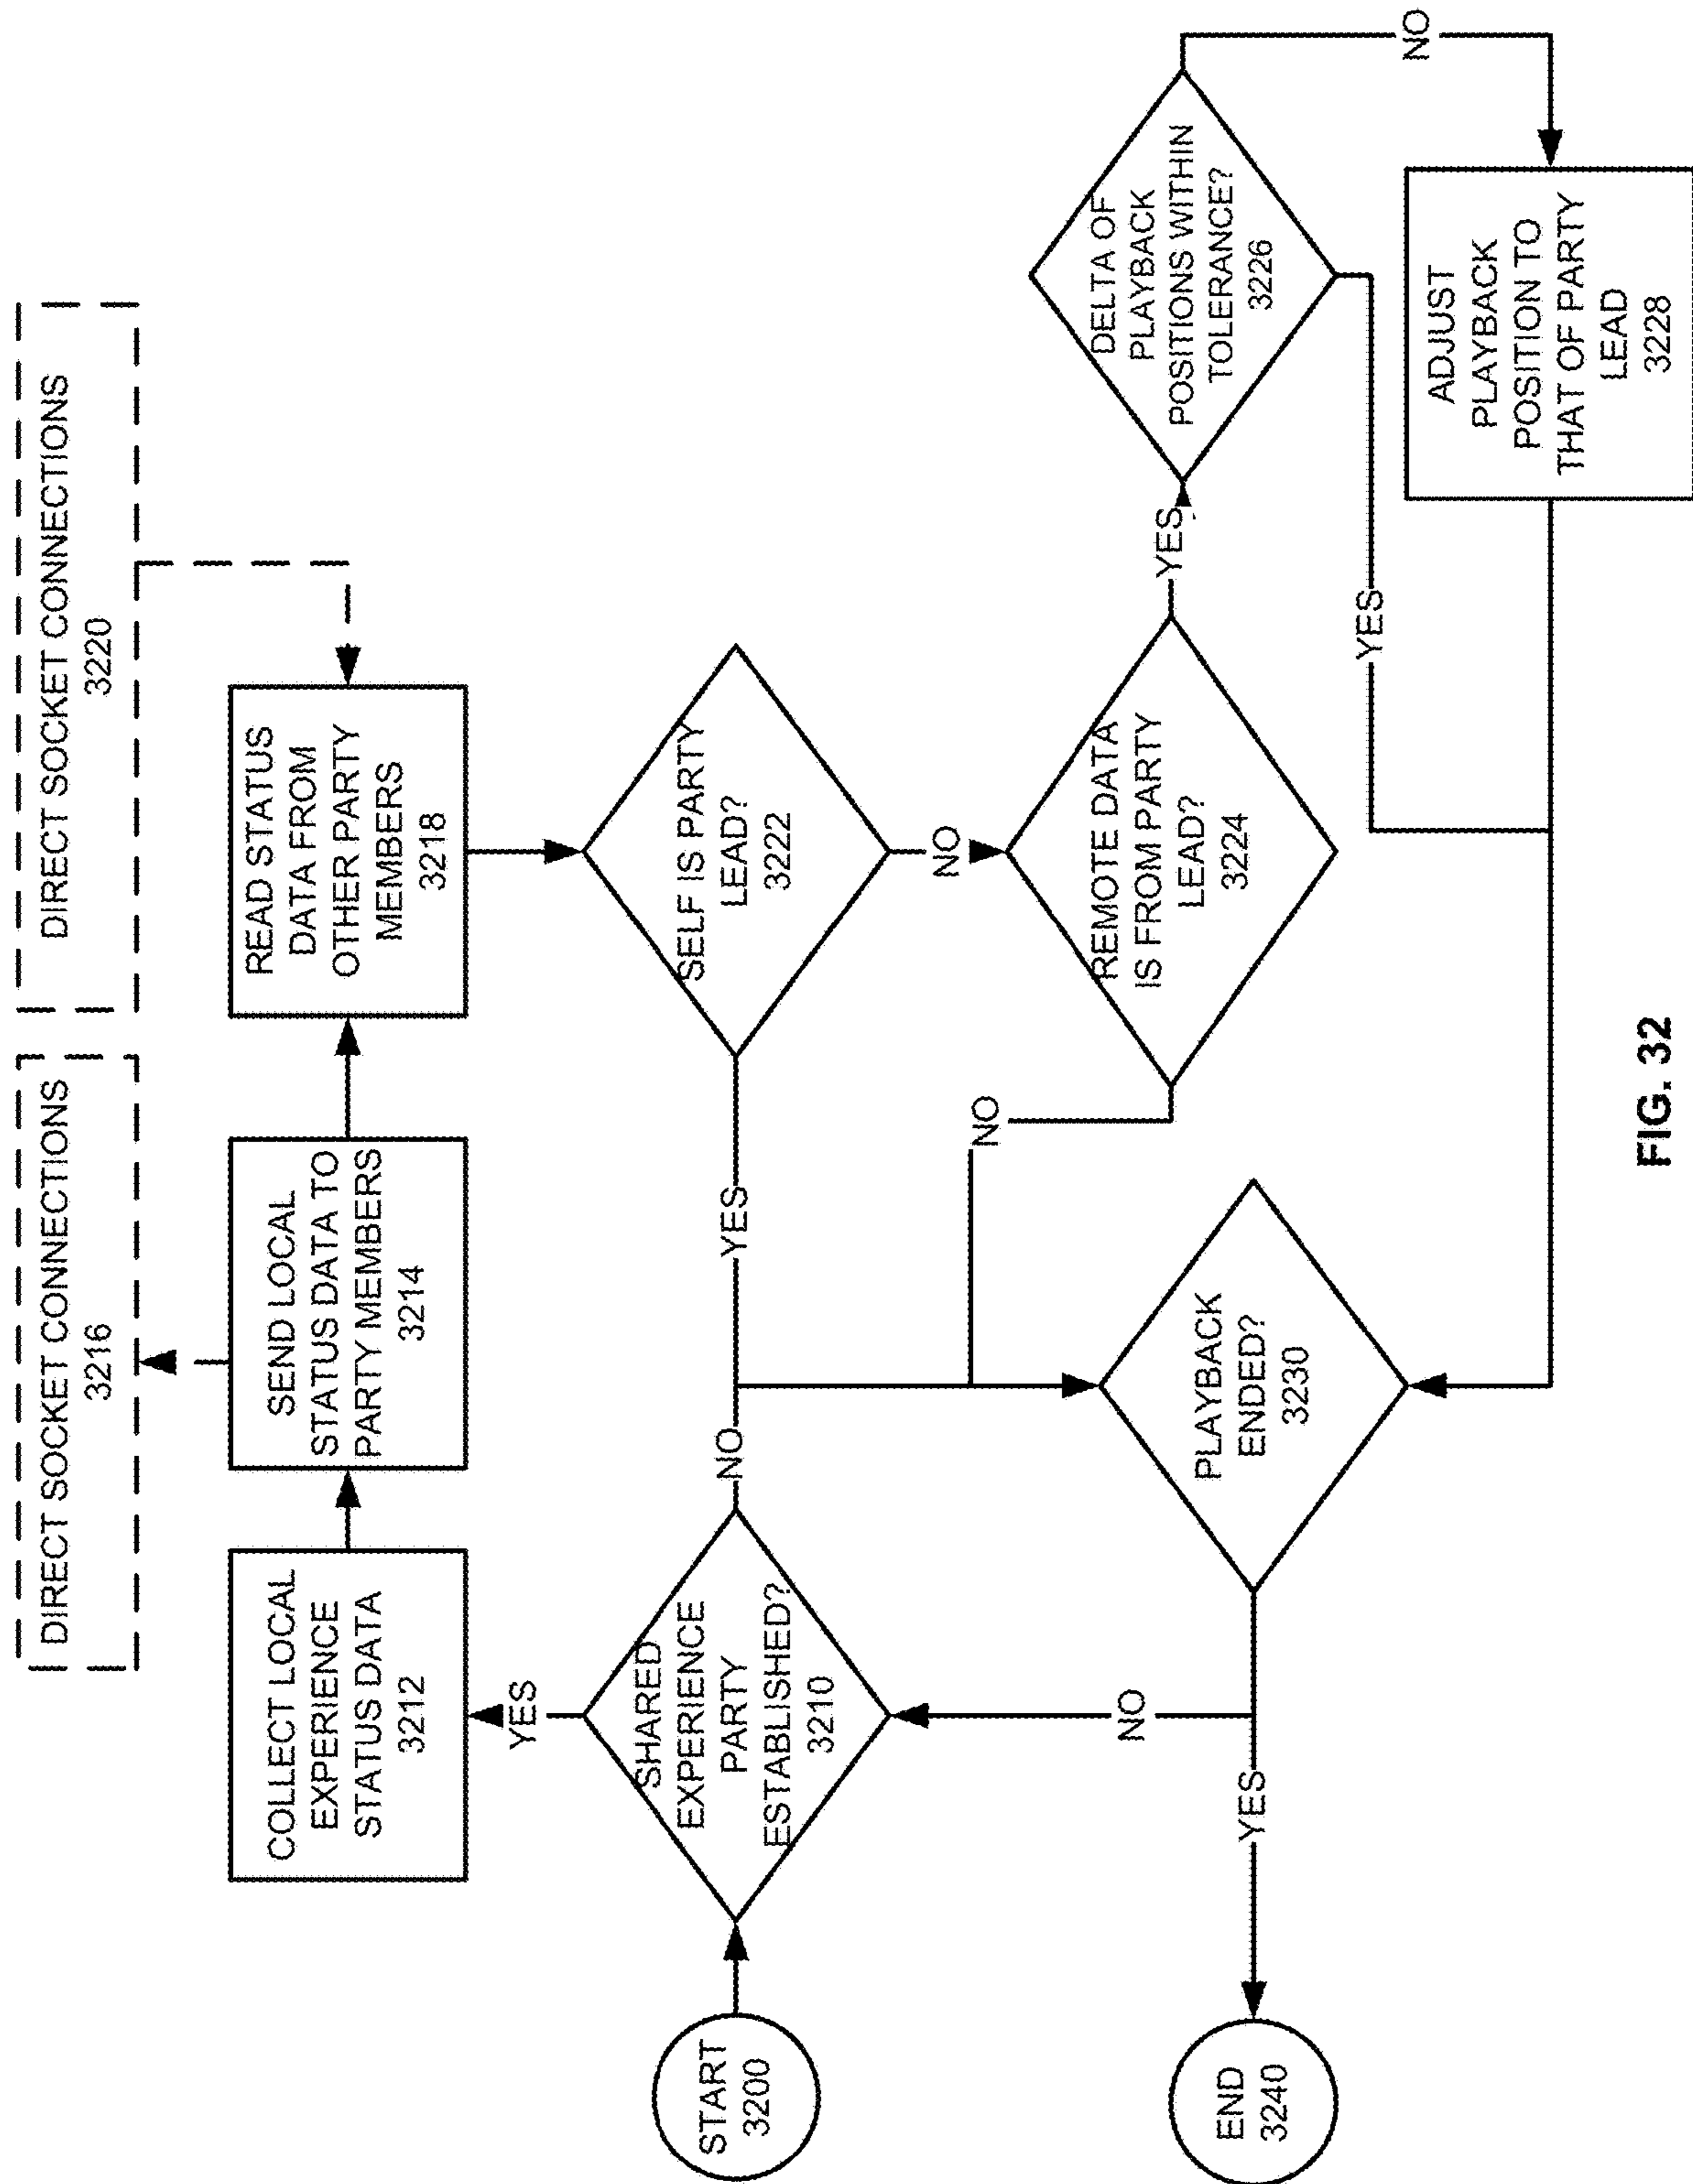 DIRECT SOCKET CONNECTIONS
3216
DIRECT SOCKET CONNECTIONS
3220
COLLECT LOCAL
EXPERIENCE
STATUS DATA
3212
SEND LOCAL
STATUS DATA TO
PARTY MEMBERS
3214
READ STATUS
DATA FROM
OTHER PARTY
MEMBERS
3218
YES
START
3200
SHARED
EXPERIENCE
PARTY
ESTABLISHED?
3210
NO
YES
SELF IS PARTY
LEAD?
3222
NO
NO
NO
REMOTE DATA
IS FROM PARTY
LEAD?
3224
YES
DELTA OF
PLAYBACK
POSITIONS WITHIN
TOLERANCE?
3226
END
3240
YES
PLAYBACK
ENDED?
3230
YES
NO
ADJUST
PLAYBACK
POSITION TO
THAT OF PARTY
LEAD
3228
FIG. 32